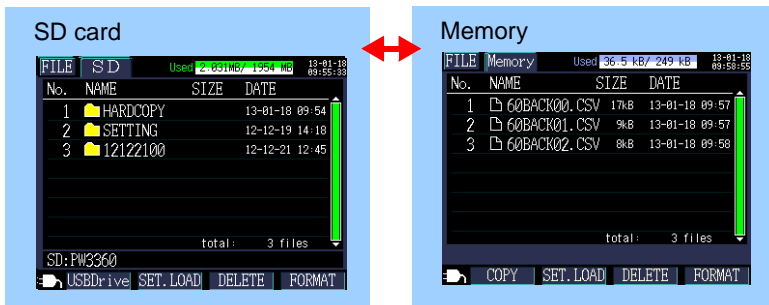 SD card
FILE SD Used 2.031MB/ 1954 MB 13-01-18 09:55:33
No. NAME SIZE DATE
1 HARDCOPY 13-01-18 09:54
2 SETTING 12-12-19 14:18
3 12122100 12-12-21 12:45
total: 3 files
SD:PW3360
USBDrive SET.LOAD DELETE FORMAT
Memory
FILE Memory Used 36.5 kB/ 249 kB 13-01-18 09:58:55
No. NAME SIZE DATE
1 60BACK00.CSV 17kB 13-01-18 09:57
2 60BACK01.CSV 9kB 13-01-18 09:57
3 60BACK02.CSV 8kB 13-01-18 09:58
total: 3 files
COPY SET.LOAD DELETE FORMAT